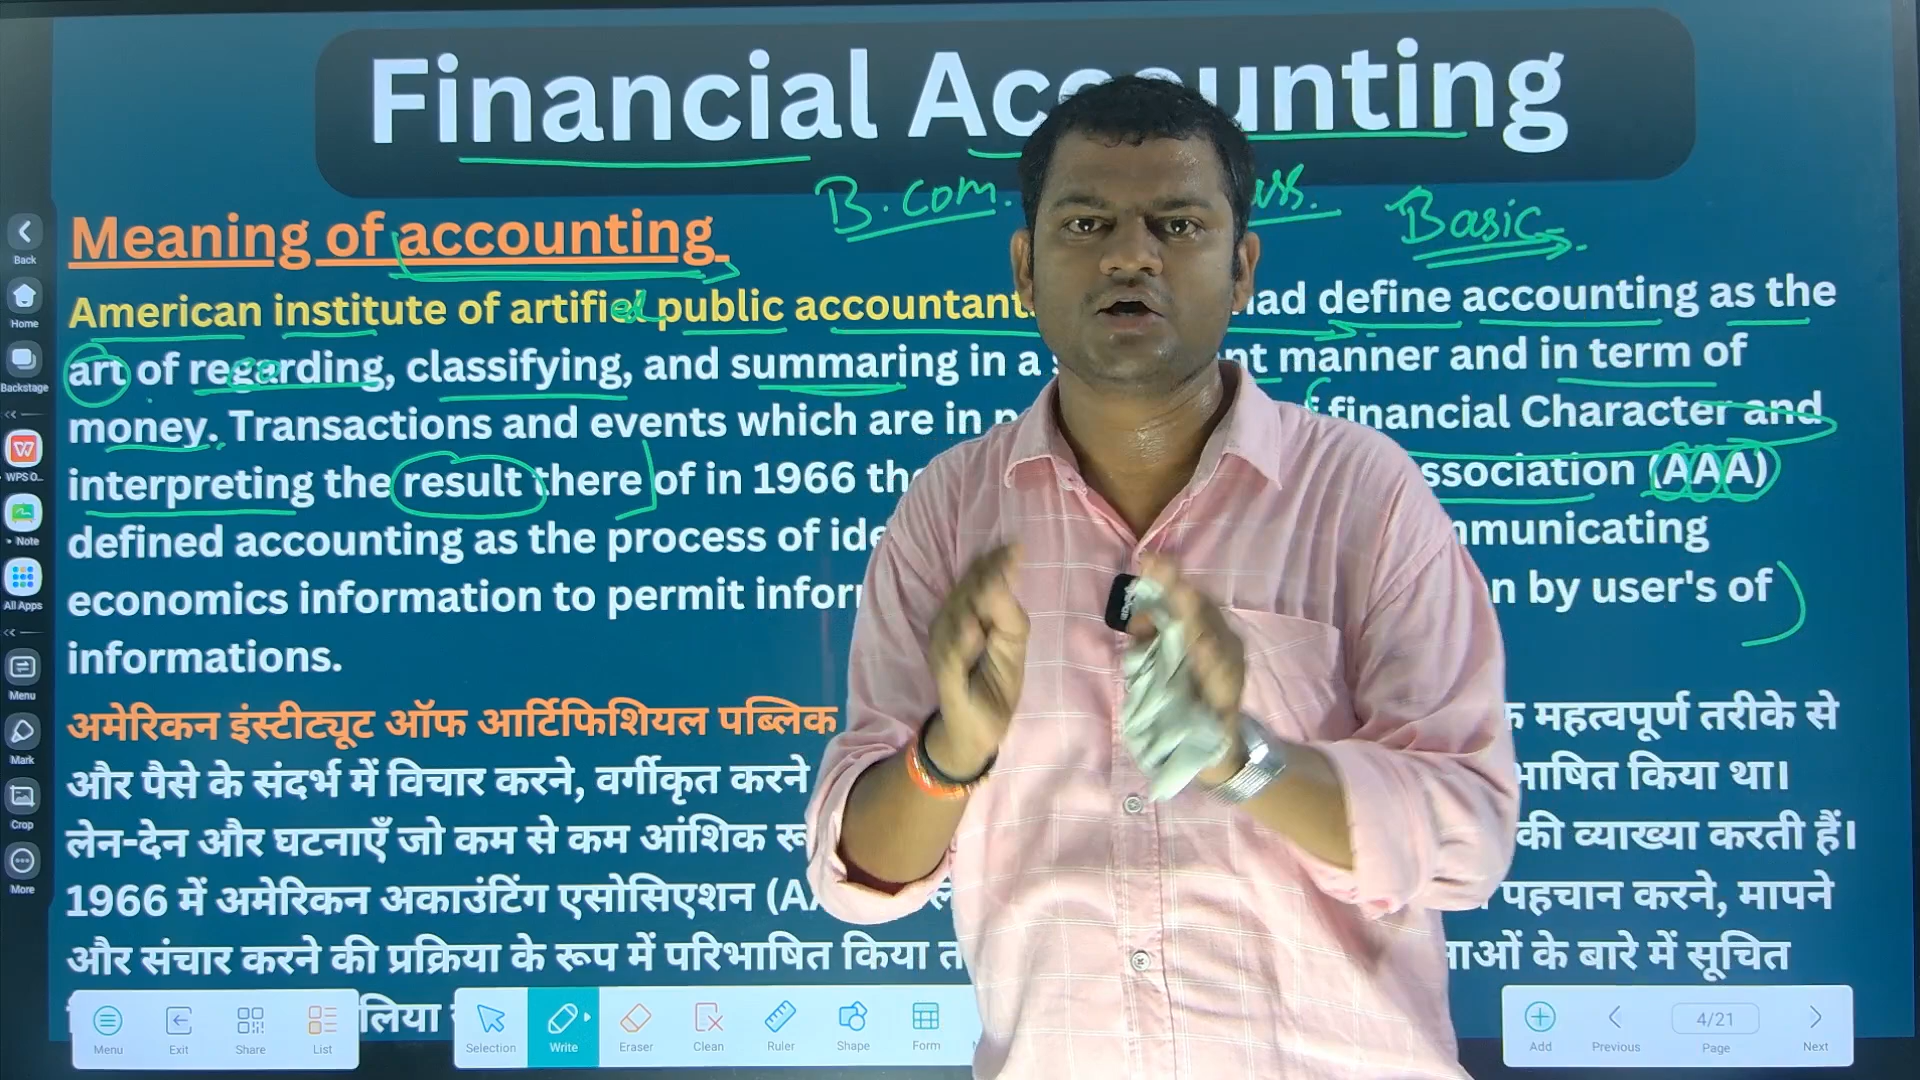 Financial Accounting
B.com.
Basic
Meaning of accounting
American institute of artified public accountant had define accounting as the
art of regarding, classifying, and summaring in a manner and in term of
money. Transactions and events which are in financial Character and
interpreting the result there of in 1966 the ssociation (AAA)
defined accounting as the process of ide mmunicating
economics information to permit infor n by user's of
informations.
अमेरिकन इंस्टीट्यूट ऑफ आर्टिफिशियल पब्लिक महत्वपूर्ण तरीके से
और पैसे के संदर्भ में विचार करने, वर्गीकृत करने भाषित किया था।
लेन-देन और घटनाएँ जो कम से कम आंशिक रू की व्याख्या करती हैं।
1966 में अमेरिकन अकाउंटिंग एसोसिएशन (AA पहचान करने, मापने
और संचार करने की प्रक्रिया के रूप में परिभाषित किया त नाओं के बारे में सूचित
लिया
Back
Home
Backstage
WPS O...
Note
All Apps
Menu
Mark
Crop
More
Menu Exit Share List Selection Write Eraser Clean Ruler Shape Form Add Previous 4/21 Page Next